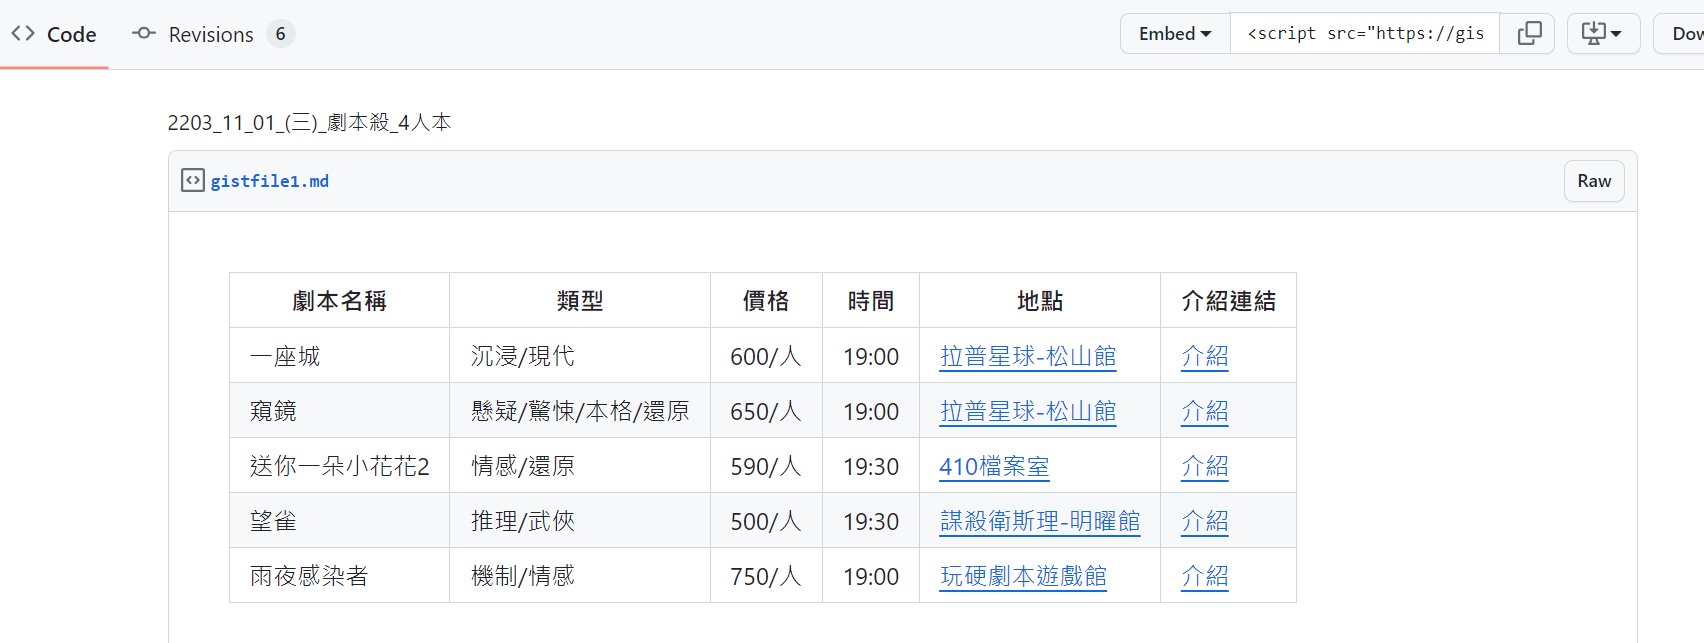 Code
Revisions 6
Embed
<script src="https://gis
Dow
2203_11_01_(三)_劇本殺_4人本
gistfile1.md
Raw
劇本名稱 類型 價格 時間 地點 介紹連結
一座城 沉浸/現代 600/人 19:00 拉普星球-松山館 介紹
窺鏡 懸疑/驚悚/本格/還原 650/人 19:00 拉普星球-松山館 介紹
送你一朵小花花2 情感/還原 590/人 19:30 410檔案室 介紹
望雀 推理/武俠 500/人 19:30 謀殺衛斯理-明曜館 介紹
雨夜感染者 機制/情感 750/人 19:00 玩硬劇本遊戲館 介紹